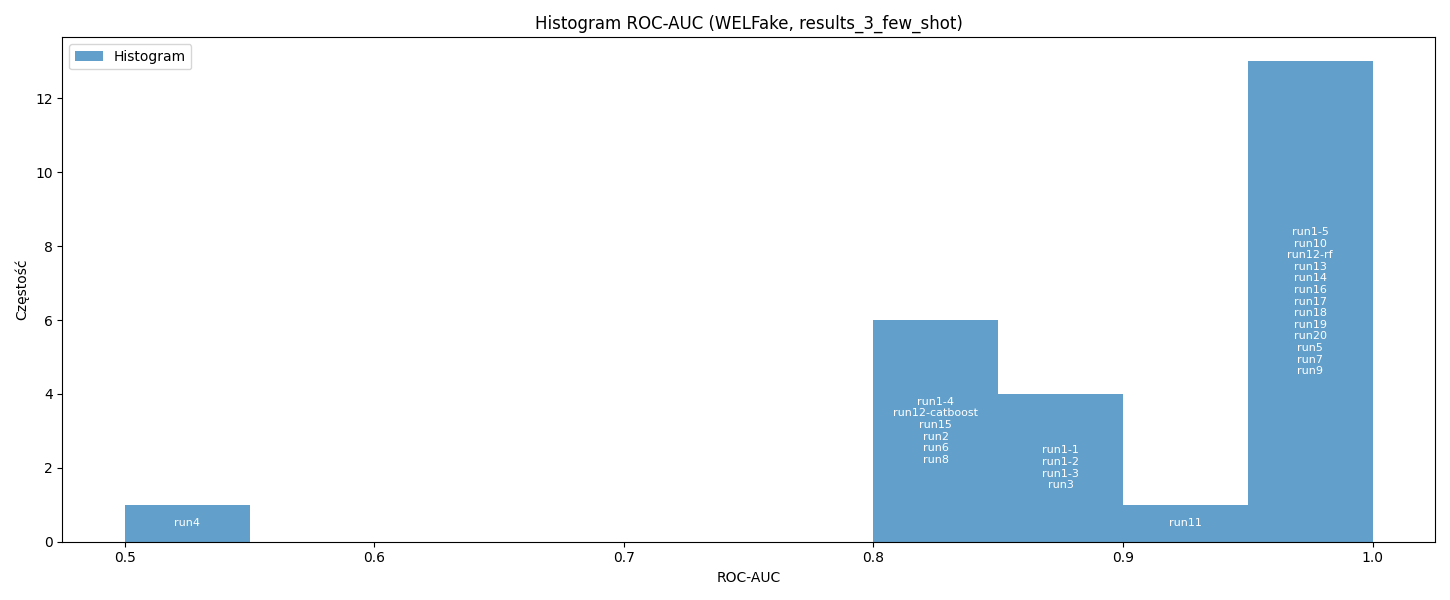 Histogram ROC-AUC (WELFake, results_3_few_shot)
Histogram
Częstość
12
10
8
6
4
2
0
run4
run1-4
run12-catboost
run15
run2
run6
run8
run1-1
run1-2
run1-3
run3
run11
run1-5
run10
run12-rf
run13
run14
run16
run17
run18
run19
run20
run5
run7
run9
0.5 0.6 0.7 0.8 0.9 1.0
ROC-AUC